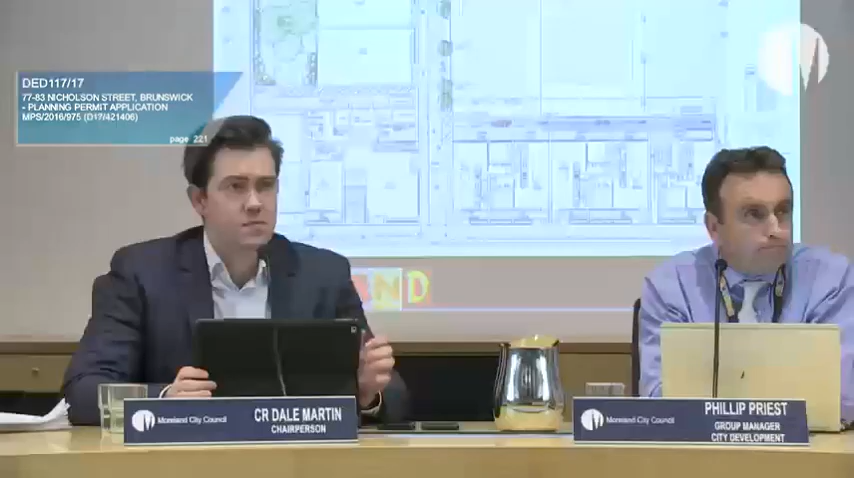 DED117/17
77-83 NICHOLSON STREET, BRUNSWICK
- PLANNING PERMIT APPLICATION
MPS/2016/975 (D17/421406)
page 221
AND
Moreland City Council
CR DALE MARTIN
CHAIRPERSON
Moreland City Council
PHILLIP PRIEST
GROUP MANAGER
CITY DEVELOPMENT